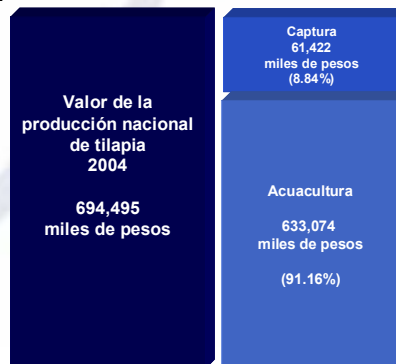 Valor de la
producción nacional
de tilapia
2004
694,495
miles de pesos
Captura
61,422
miles de pesos
(8.84%)
Acuacultura
633,074
miles de pesos
(91.16%)